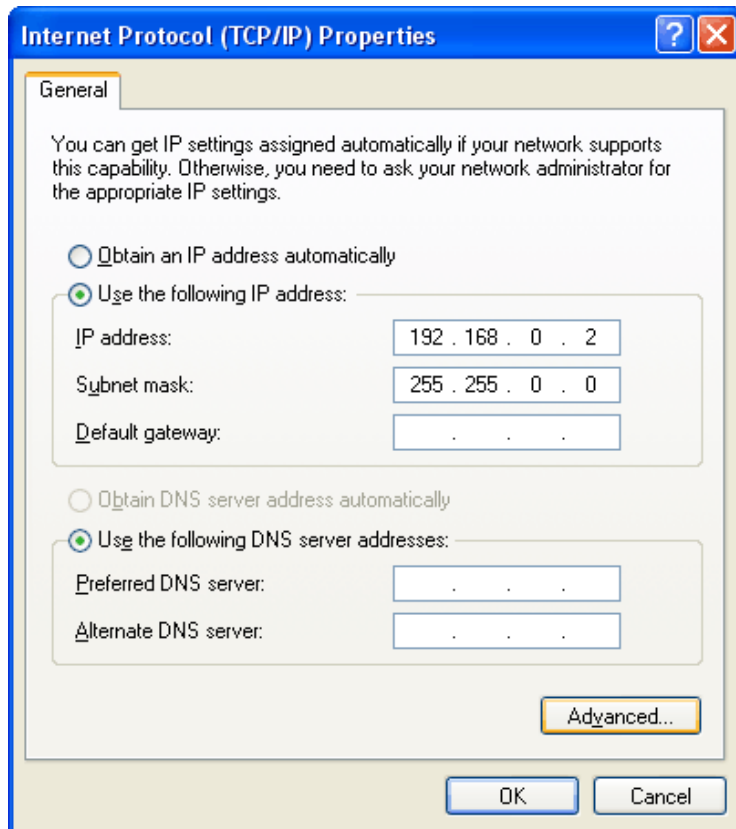 Internet Protocol (TCP/IP) Properties
General
You can get IP settings assigned automatically if your network supports
this capability. Otherwise, you need to ask your network administrator for
the appropriate IP settings.
Obtain an IP address automatically
Use the following IP address:
IP address: 192 . 168 . 0 . 2
Subnet mask: 255 . 255 . 0 . 0
Default gateway: . . .
Obtain DNS server address automatically
Use the following DNS server addresses:
Preferred DNS server: . . .
Alternate DNS server: . . .
Advanced...
OK Cancel